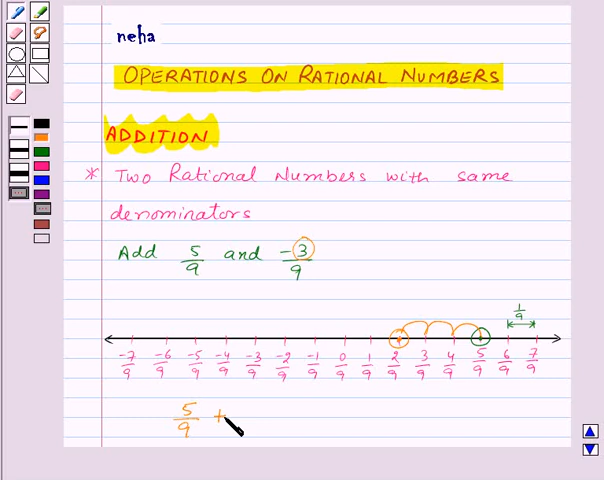 neha
OPERATIONS ON RATIONAL NUMBERS
ADDITION
* Two Rational Numbers with same
denominators
Add 5/9 and -3/9
1/9
-7/9 -6/9 -5/9 -4/9 -3/9 -2/9 -1/9 0/9 1/9 2/9 3/9 4/9 5/9 6/9 7/9
5/9 +